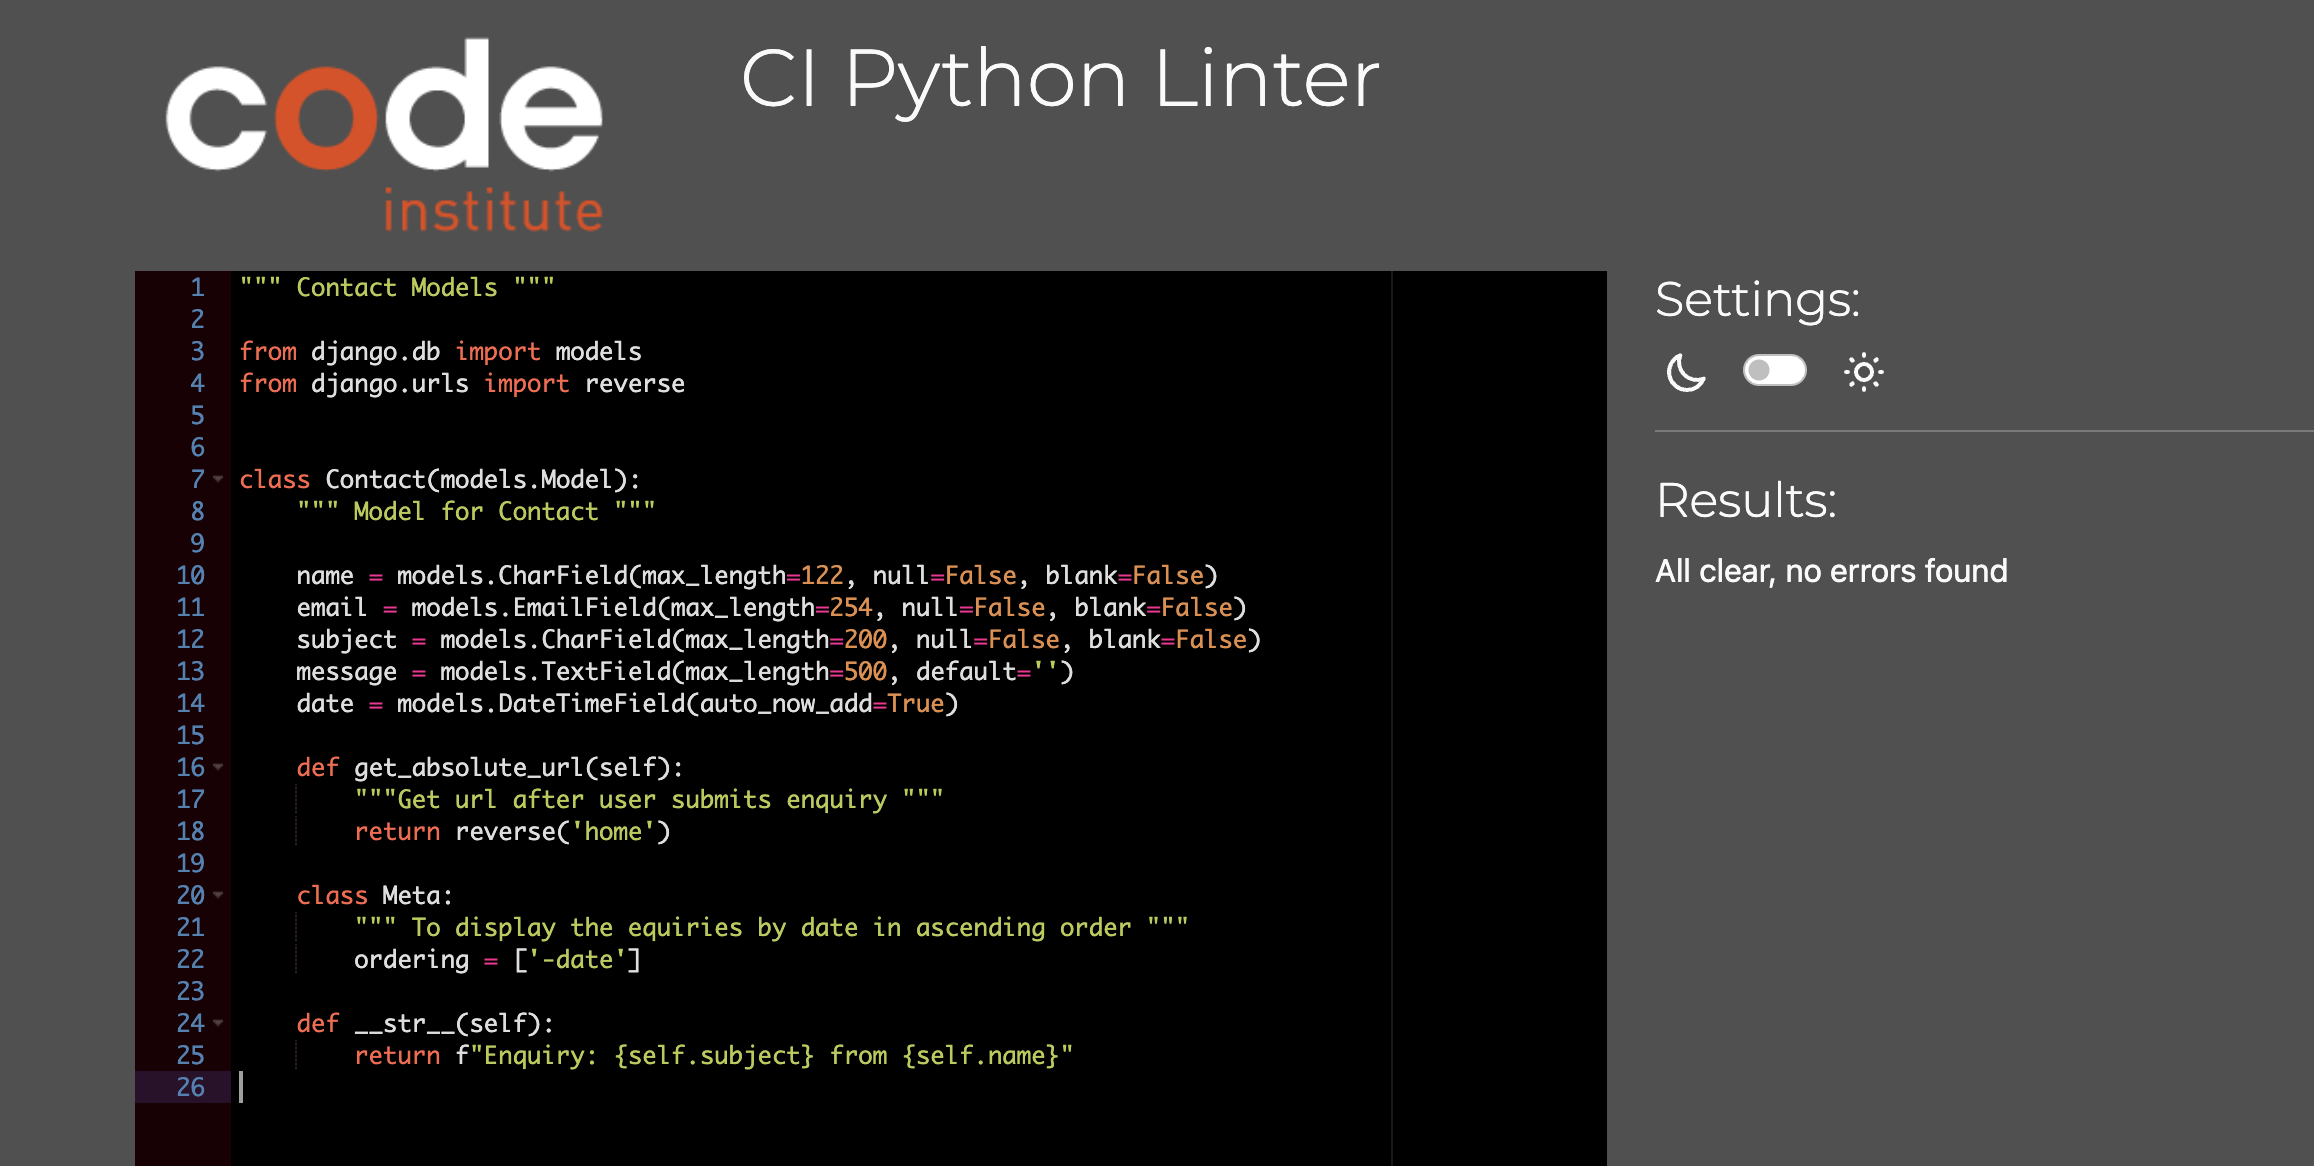 code
institute
CI Python Linter
1 """ Contact Models """
2
3 from django.db import models
4 from django.urls import reverse
5
6
7 class Contact(models.Model):
8     """ Model for Contact """
9
10     name = models.CharField(max_length=122, null=False, blank=False)
11     email = models.EmailField(max_length=254, null=False, blank=False)
12     subject = models.CharField(max_length=200, null=False, blank=False)
13     message = models.TextField(max_length=500, default='')
14     date = models.DateTimeField(auto_now_add=True)
15
16     def get_absolute_url(self):
17         """Get url after user submits enquiry """
18         return reverse('home')
19
20     class Meta:
21         """ To display the equiries by date in ascending order """
22         ordering = ['-date']
23
24     def __str__(self):
25         return f"Enquiry: {self.subject} from {self.name}"
26
Settings:
Results:
All clear, no errors found